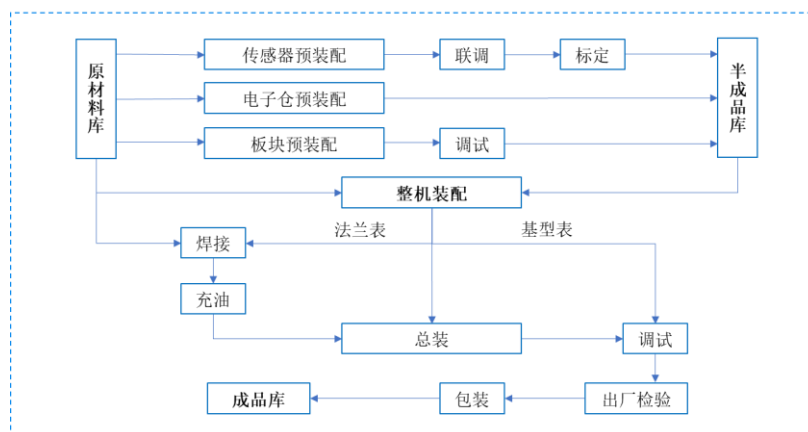 原材料库
传感器预装配
联调
标定
半成品库
电子仓预装配
板块预装配
调试
整机装配
法兰表
基型表
焊接
充油
总装
调试
成品库
包装
出厂检验